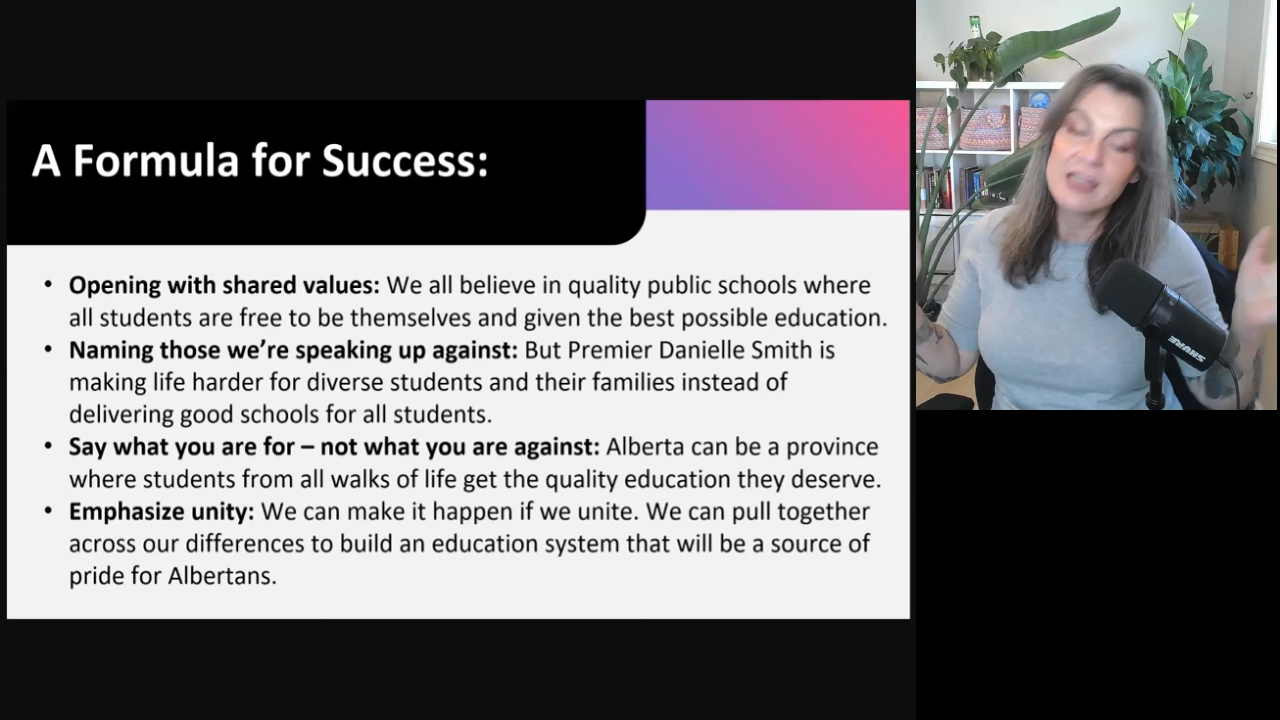 A Formula for Success:
• Opening with shared values: We all believe in quality public schools where
all students are free to be themselves and given the best possible education.
• Naming those we’re speaking up against: But Premier Danielle Smith is
making life harder for diverse students and their families instead of
delivering good schools for all students.
• Say what you are for – not what you are against: Alberta can be a province
where students from all walks of life get the quality education they deserve.
• Emphasize unity: We can make it happen if we unite. We can pull together
across our differences to build an education system that will be a source of
pride for Albertans.
SHURE